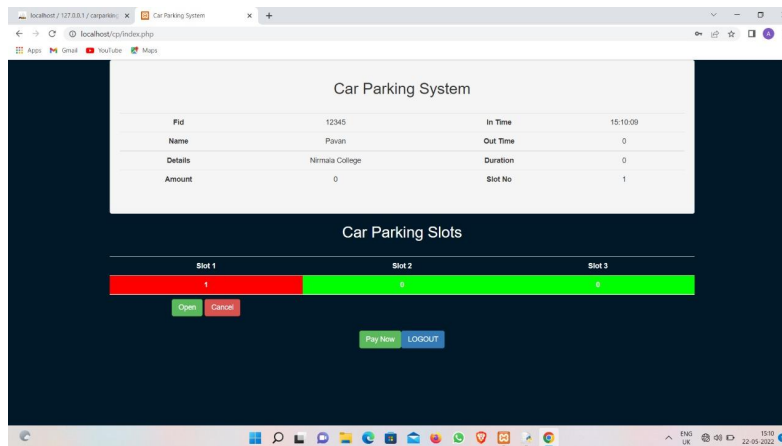 localhost / 127.0.0.1 / carparking
Car Parking System
localhost/cp/index.php
Apps Gmail YouTube Maps
A
Car Parking System
Fid 12345 In Time 15:10:09
Name Pavan Out Time 0
Details Nirmala College Duration 0
Amount 0 Slot No 1
Car Parking Slots
Slot 1 Slot 2 Slot 3
1 0 0
Open Cancel
Pay Now LOGOUT
ENG
UK
15:10
22-05-2022